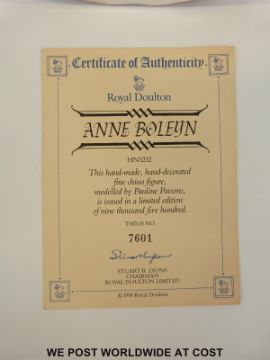 Certificate of Authenticity
Royal Doulton
ANNE BOLEYN
HN3232
This hand-made, hand-decorated
fine china figure,
modelled by Pauline Parsons,
is issued in a limited edition
of nine thousand five hundred.
THIS IS NO.
7601
STUART R. LYONS
CHAIRMAN
ROYAL DOULTON LIMITED
©1990 Royal Doulton.
WE POST WORLDWIDE AT COST